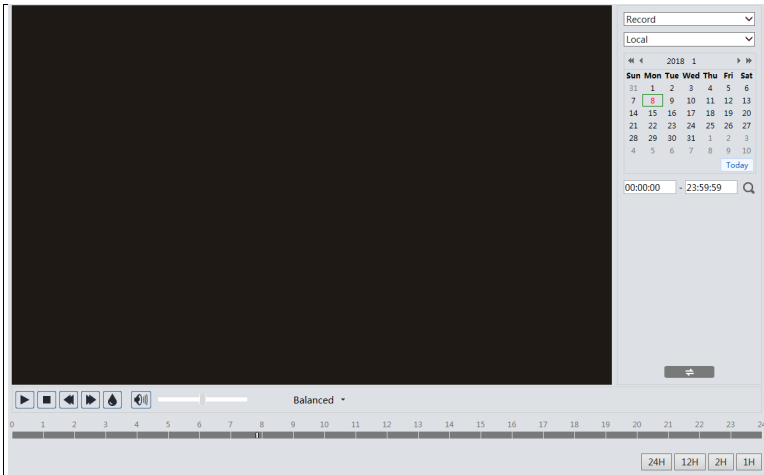 Record
Local
2018 1
Sun Mon Tue Wed Thu Fri Sat
31 1 2 3 4 5 6
7 8 9 10 11 12 13
14 15 16 17 18 19 20
21 22 23 24 25 26 27
28 29 30 31 1 2 3
4 5 6 7 8 9 10
Today
00:00:00 - 23:59:59
Balanced
0 1 2 3 4 5 6 7 8 9 10 11 12 13 14 15 16 17 18 19 20 21 22 23 24
24H 12H 2H 1H